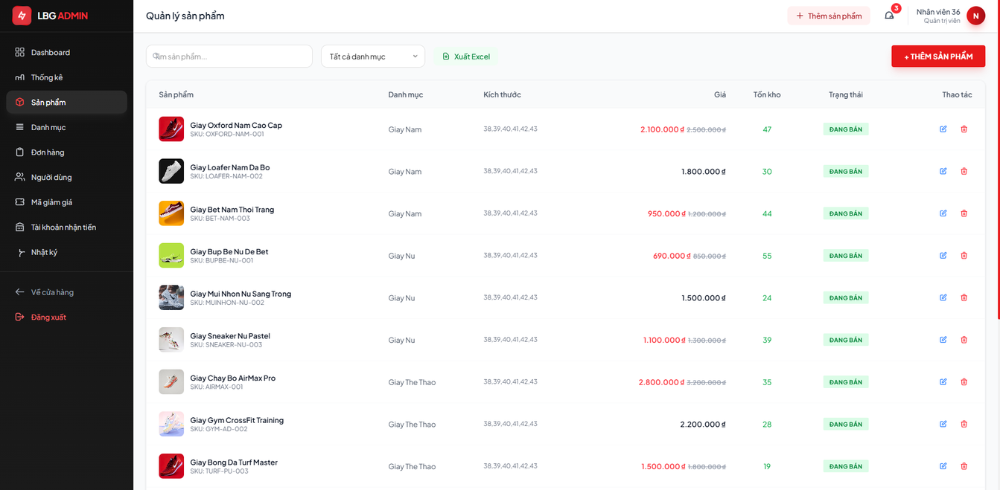 LBG ADMIN
Quản lý sản phẩm
Thêm sản phẩm
3
Nhân viên 36
Quản trị viên
N
Dashboard
Thống kê
Sản phẩm
Danh mục
Đơn hàng
Người dùng
Mã giảm giá
Tài khoản nhận tiền
Nhật ký
Về cửa hàng
Đăng xuất
Tìm sản phẩm...
Tất cả danh mục
Xuất Excel
+ THÊM SẢN PHẨM
Sản phẩm Danh mục Kích thước Giá Tồn kho Trạng thái Thao tác
Giay Oxford Nam Cao Cap
SKU: OXFORD-NAM-001
Giay Nam 38,39,40,41,42,43 2.100.000 ₫ 2.500.000 ₫ 47 ĐANG BÁN
Giay Loafer Nam Da Bo
SKU: LOAFER-NAM-002
Giay Nam 38,39,40,41,42,43 1.800.000 ₫ 30 ĐANG BÁN
Giay Bet Nam Thoi Trang
SKU: BET-NAM-003
Giay Nam 38,39,40,41,42,43 950.000 ₫ 1.200.000 ₫ 44 ĐANG BÁN
Giay Bup Be Nu De Bet
SKU: BUPBE-NU-001
Giay Nu 38,39,40,41,42,43 690.000 ₫ 850.000 ₫ 55 ĐANG BÁN
Giay Mui Nhon Nu Sang Trong
SKU: MUINHON-NU-002
Giay Nu 38,39,40,41,42,43 1.500.000 ₫ 24 ĐANG BÁN
Giay Sneaker Nu Pastel
SKU: SNEAKER-NU-003
Giay Nu 38,39,40,41,42,43 1.100.000 ₫ 1.300.000 ₫ 39 ĐANG BÁN
Giay Chay Bo AirMax Pro
SKU: AIRMAX-001
Giay The Thao 38,39,40,41,42,43 2.800.000 ₫ 3.200.000 ₫ 35 ĐANG BÁN
Giay Gym CrossFit Training
SKU: GYM-AD-002
Giay The Thao 38,39,40,41,42,43 2.200.000 ₫ 28 ĐANG BÁN
Giay Bong Da Turf Master
SKU: TURF-PU-003
Giay The Thao 38,39,40,41,42,43 1.500.000 ₫ 1.800.000 ₫ 19 ĐANG BÁN